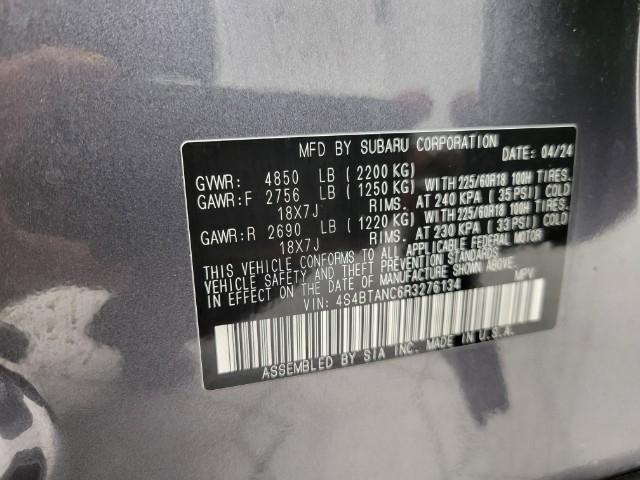 MFD BY SUBARU CORPORATION DATE: 04/24
GVWR: 4850 LB ( 2200 KG)
GAWR:F 2756 LB ( 1250 KG) WITH 225/60R18 100H TIRES.
18X7J RIMS. AT 240 KPA ( 35 PSI) COLD
GAWR:R 2690 LB ( 1220 KG) WITH 225/60R18 100H TIRES.
18X7J RIMS. AT 230 KPA ( 33 PSI) COLD
THIS VEHICLE CONFORMS TO ALL APPLICABLE FEDERAL MOTOR
VEHICLE SAFETY AND THEFT PREVENTION STANDARDS
IN EFFECT ON THE DATE OF MANUFACTURE SHOWN ABOVE.
VIN: 4S4BTANC6R3276134 MPV
ASSEMBLED BY SIA INC. MADE IN U.S.A.